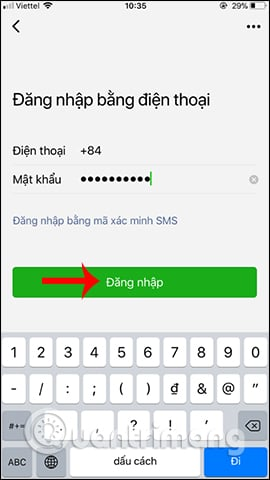 Viettel 10:35 29%
Đăng nhập bằng điện thoại
Điện thoại +84
Mật khẩu ••••••••••
Đăng nhập bằng mã xác minh SMS
Đăng nhập
1 2 3 4 5 6 7 8 9 0
- / : ; ( ) ₫ & @ "
#+= . , ? ! '
Quantrimang
ABC dấu cách Đi